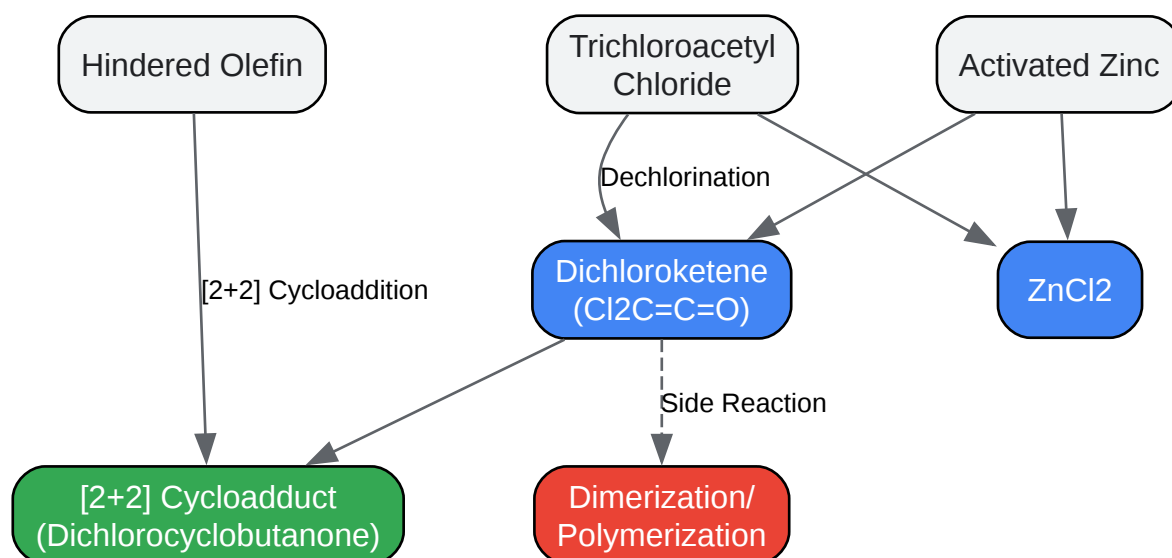 Hindered Olefin
Trichloroacetyl
Chloride
Activated Zinc
Dechlorination
Dichloroketene
(Cl2C=C=O)
ZnCl2
[2+2] Cycloaddition
Side Reaction
[2+2] Cycloadduct
(Dichlorocyclobutanone)
Dimerization/
Polymerization